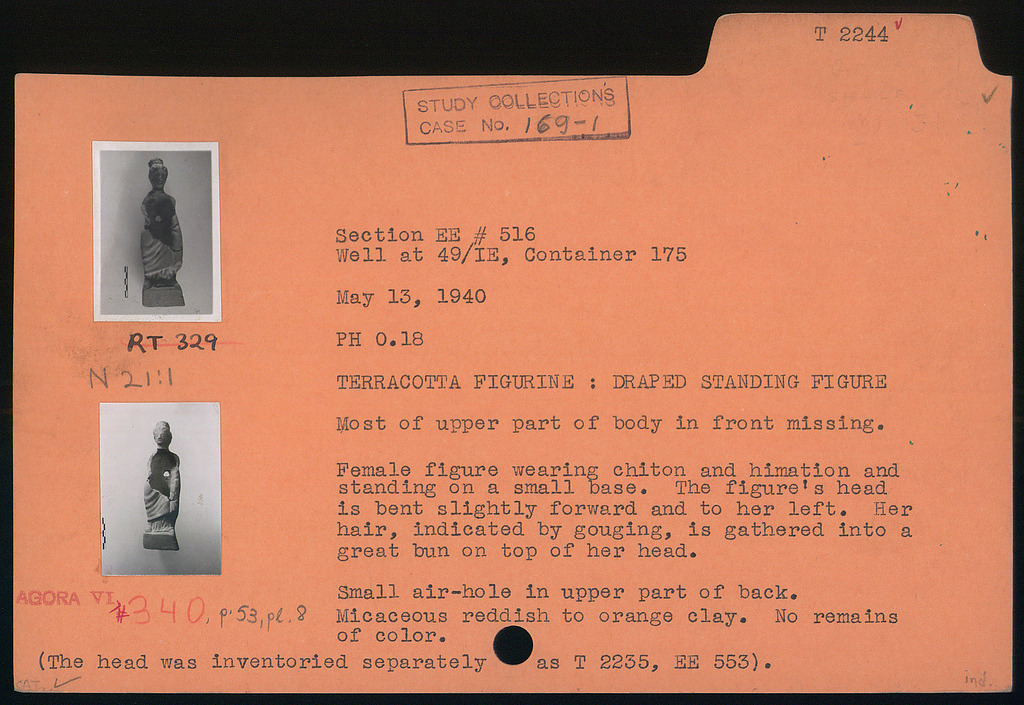 T 2244
STUDY COLLECTIONS
CASE No. 169-1
Section EE # 516
Well at 49/IE, Container 175
May 13, 1940
PH 0.18
RT 329
N 21:1
TERRACOTTA FIGURINE : DRAPED STANDING FIGURE
Most of upper part of body in front missing.
Female figure wearing chiton and himation and
standing on a small base. The figure's head
is bent slightly forward and to her left. Her
hair, indicated by gouging, is gathered into a
great bun on top of her head.
Small air-hole in upper part of back.
AGORA VI, #340, p.53, pl. 8
Micaceous reddish to orange clay. No remains
of color.
(The head was inventoried separately as T 2235, EE 553).
CAT.
ind.